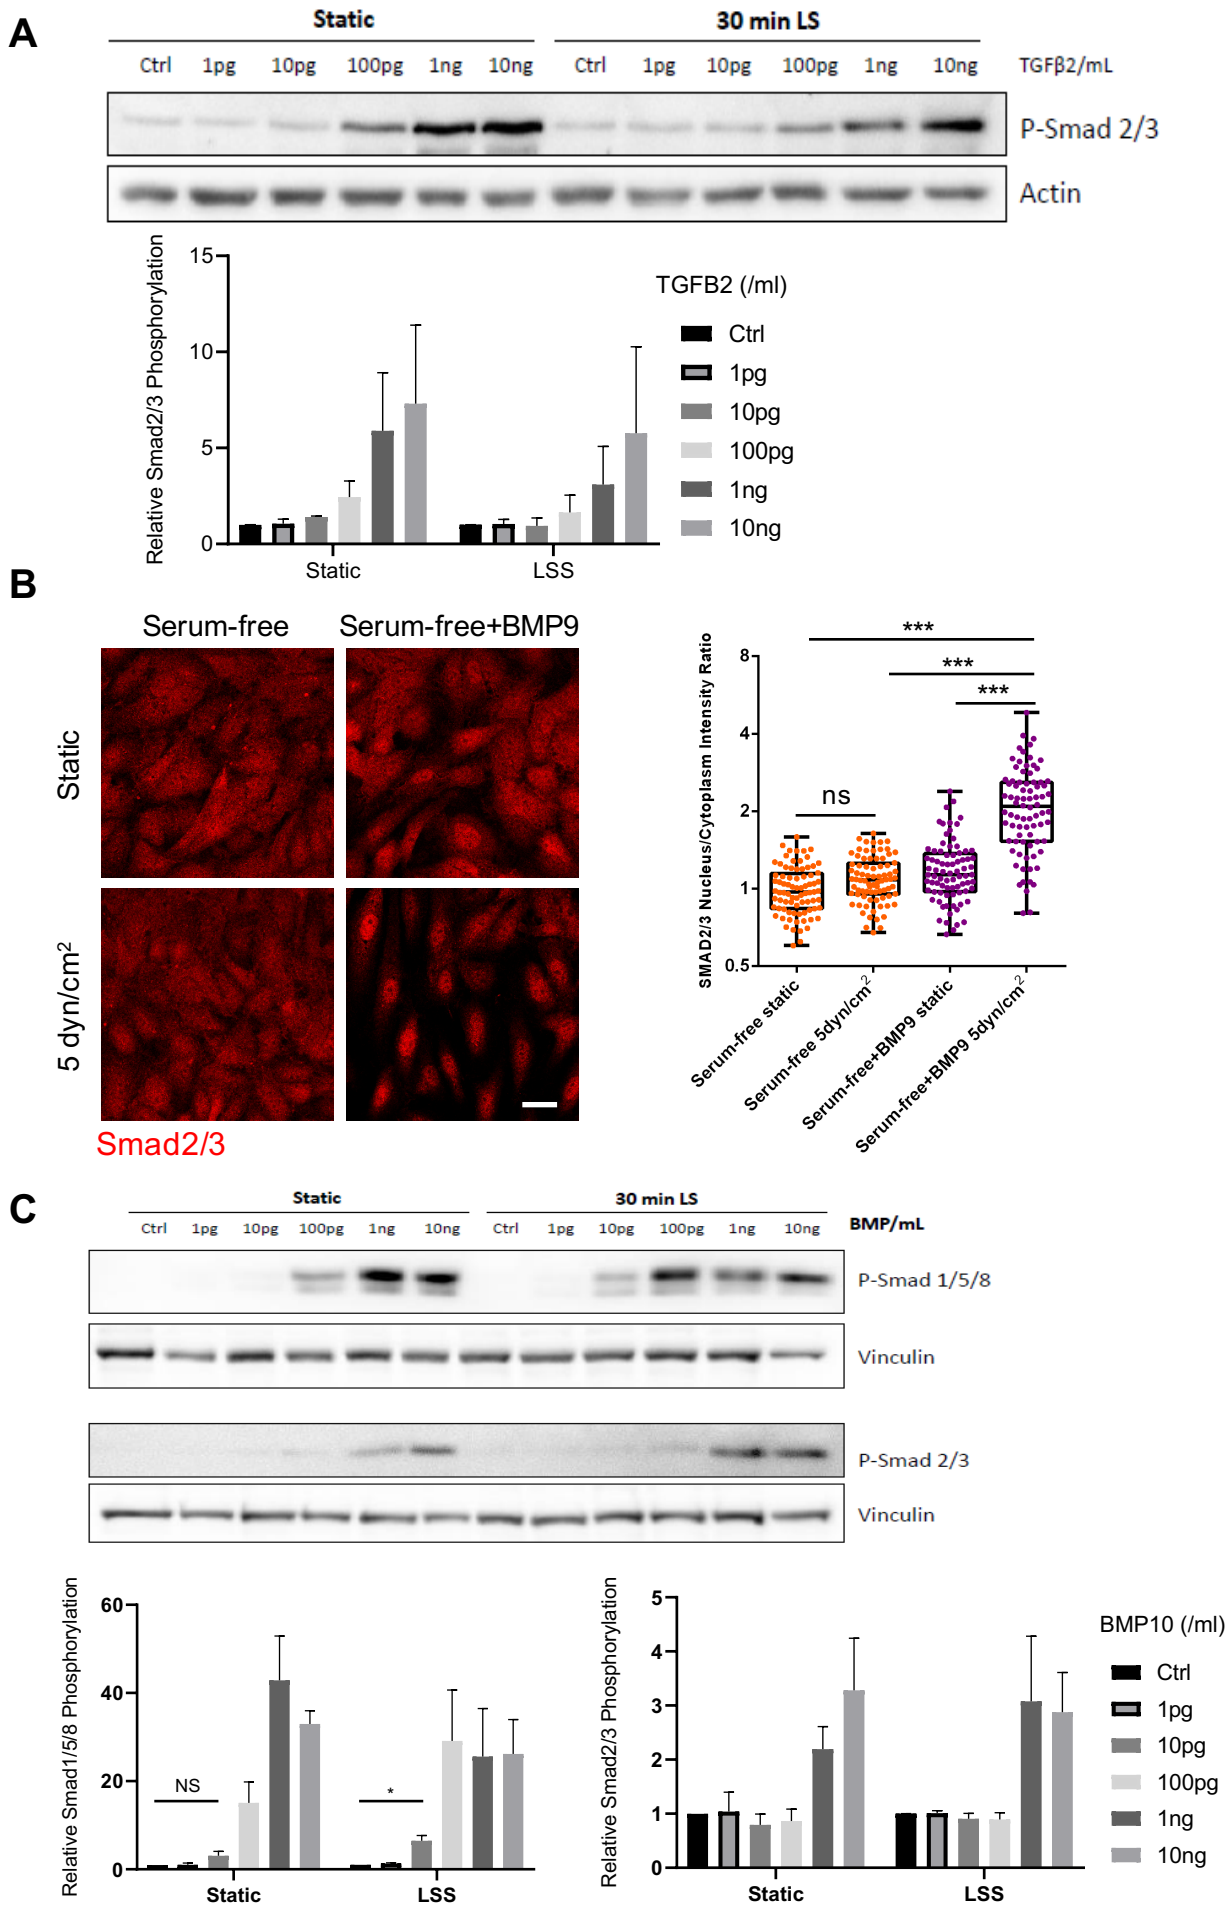 A
Static 30 min LS
Ctrl 1pg 10pg 100pg 1ng 10ng Ctrl 1pg 10pg 100pg 1ng 10ng TGFβ2/mL
P-Smad 2/3
Actin
Relative Smad2/3 Phosphorylation
15
10
5
0
Static LSS
TGFB2 (/ml)
Ctrl
1pg
10pg
100pg
1ng
10ng
B
Serum-free Serum-free+BMP9
Static
5 dyn/cm²
Smad2/3
SMAD2/3 Nucleus/Cytoplasm Intensity Ratio
8
4
2
1
0.5
***
***
***
ns
Serum-free static
Serum-free 5dyn/cm²
Serum-free+BMP9 static
Serum-free+BMP9 5dyn/cm²
C
Static 30 min LS
Ctrl 1pg 10pg 100pg 1ng 10ng Ctrl 1pg 10pg 100pg 1ng 10ng BMP/mL
P-Smad 1/5/8
Vinculin
P-Smad 2/3
Vinculin
Relative Smad1/5/8 Phosphorylation
60
40
20
0
NS
*
Static LSS
Relative Smad2/3 Phosphorylation
5
4
3
2
1
0
Static LSS
BMP10 (/ml)
Ctrl
1pg
10pg
100pg
1ng
10ng